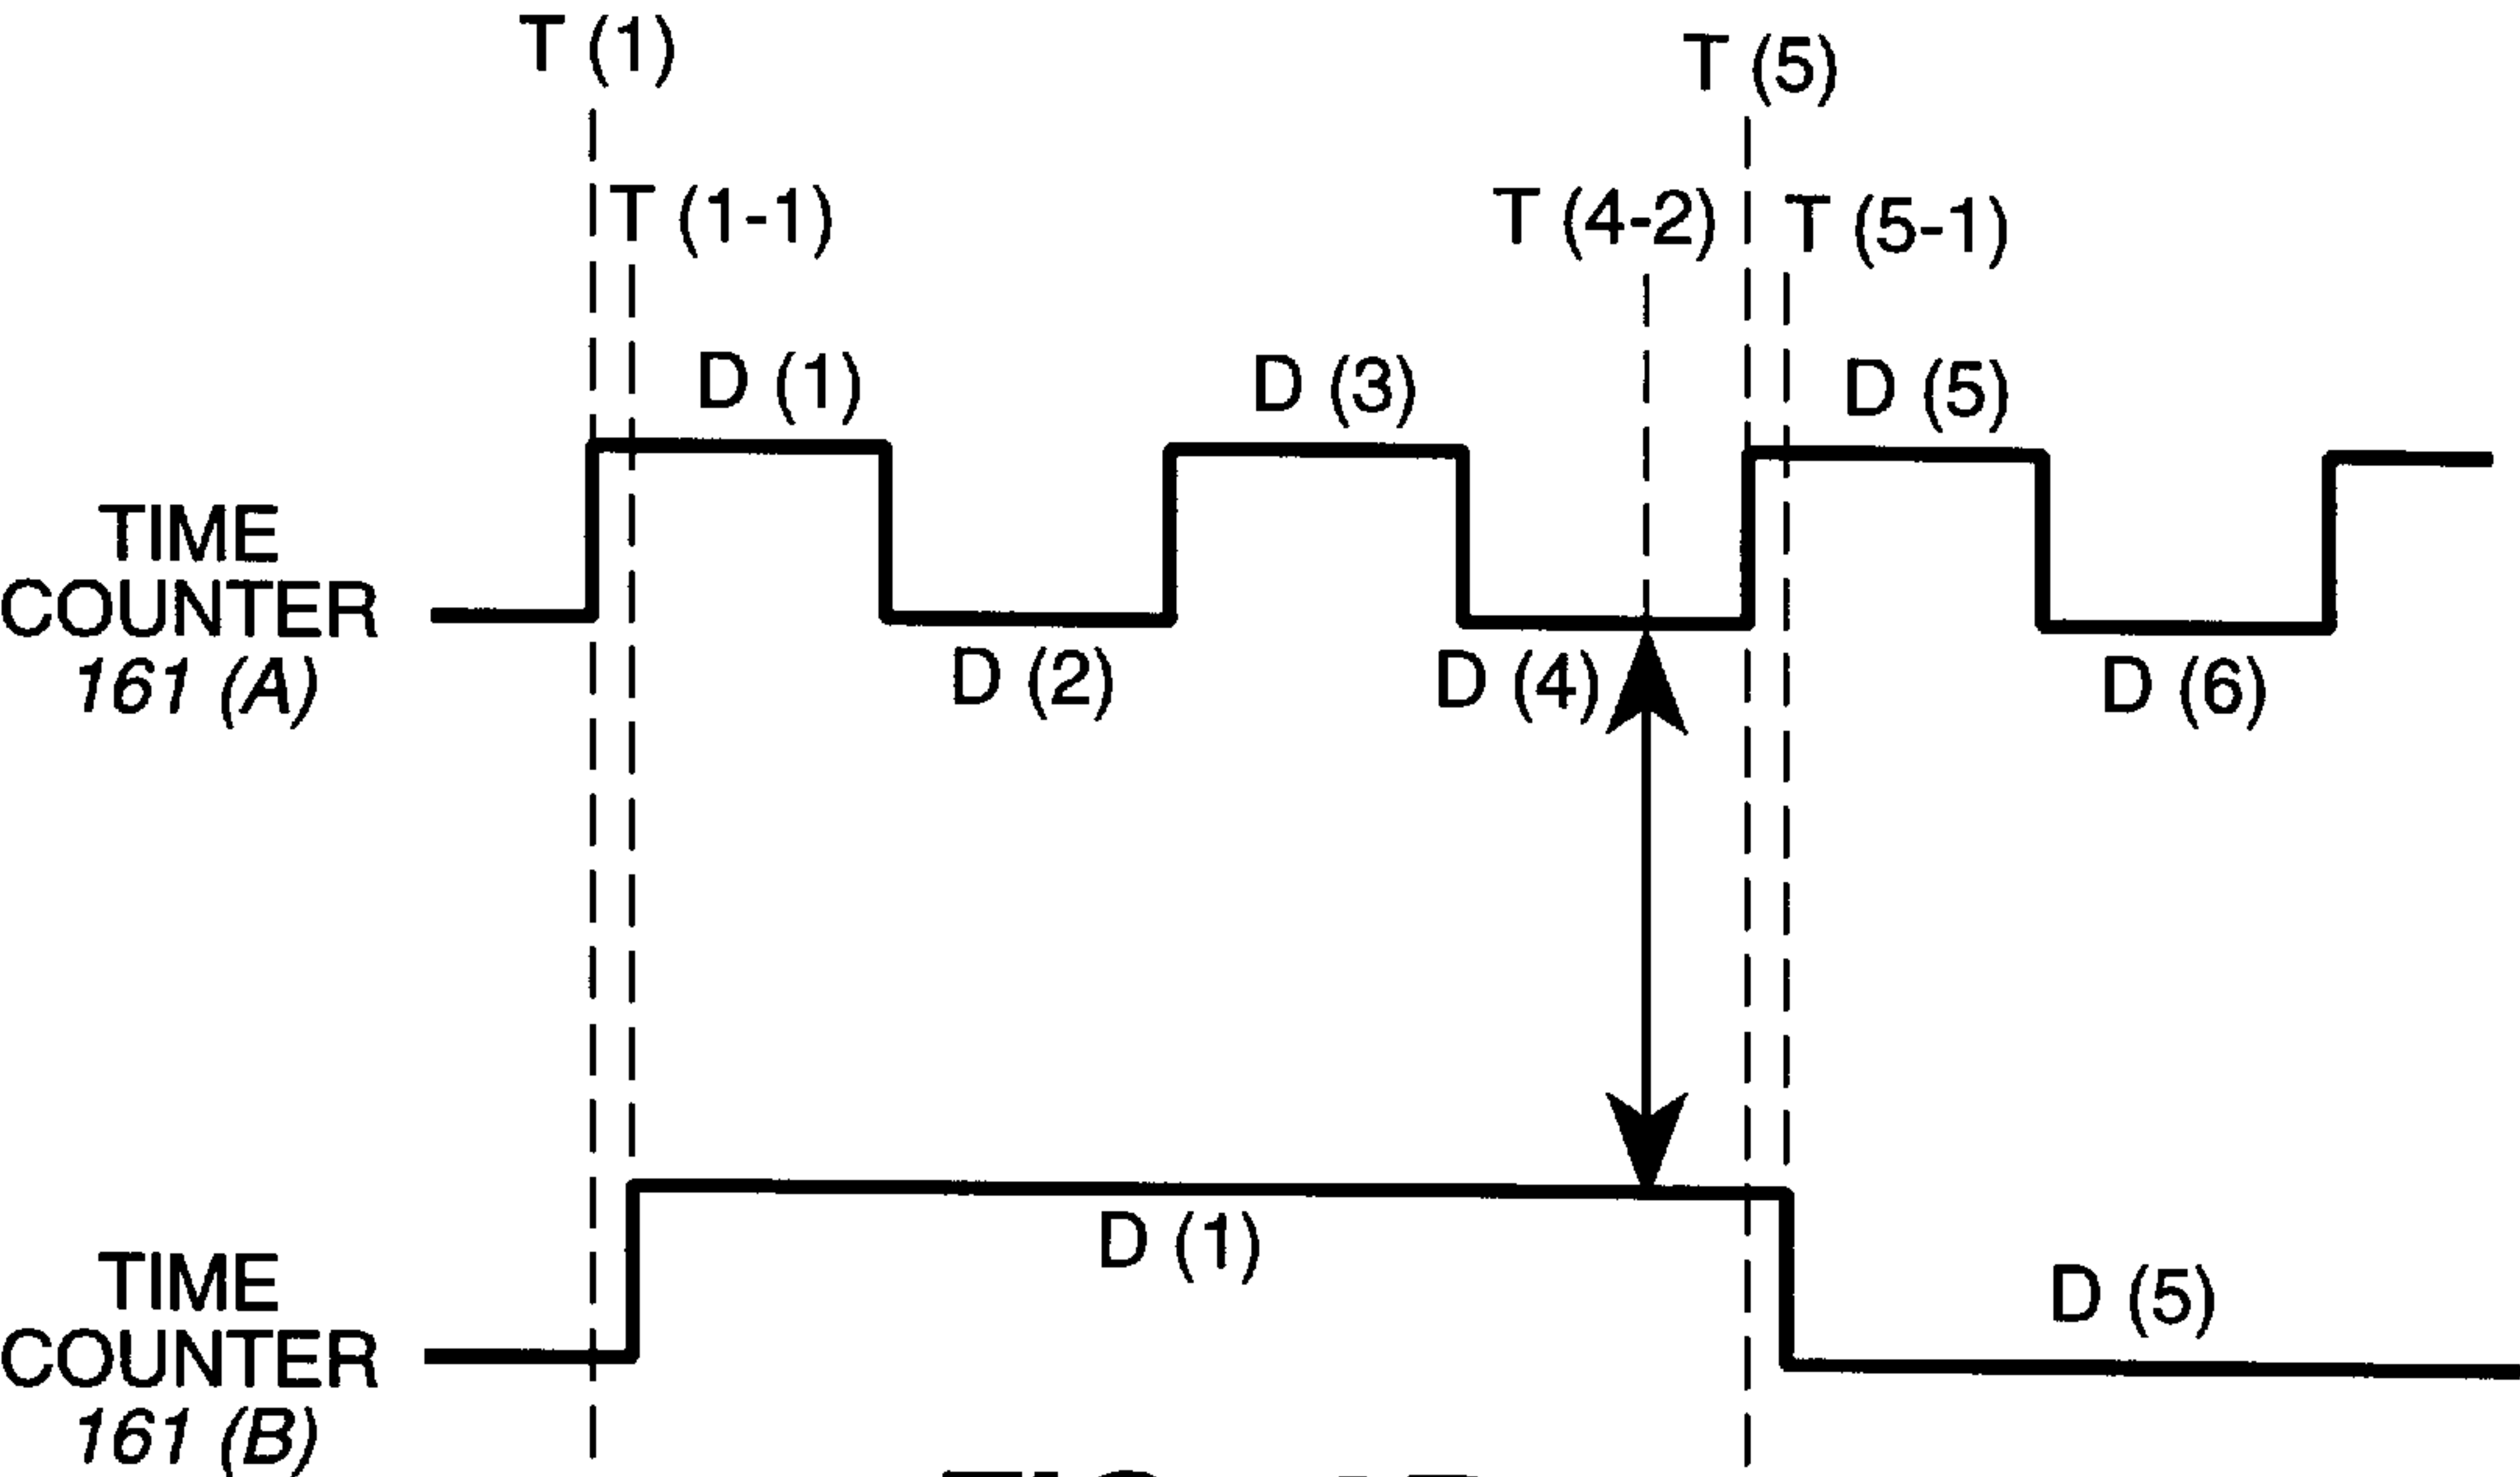 T (1)
T (5)
T (1-1)
T (4-2)
T (5-1)
D (1)
D (3)
D (5)
TIME
COUNTER
161 (A)
D (2)
D (4)
D (6)
D (1)
TIME
COUNTER
161 (B)
D (5)